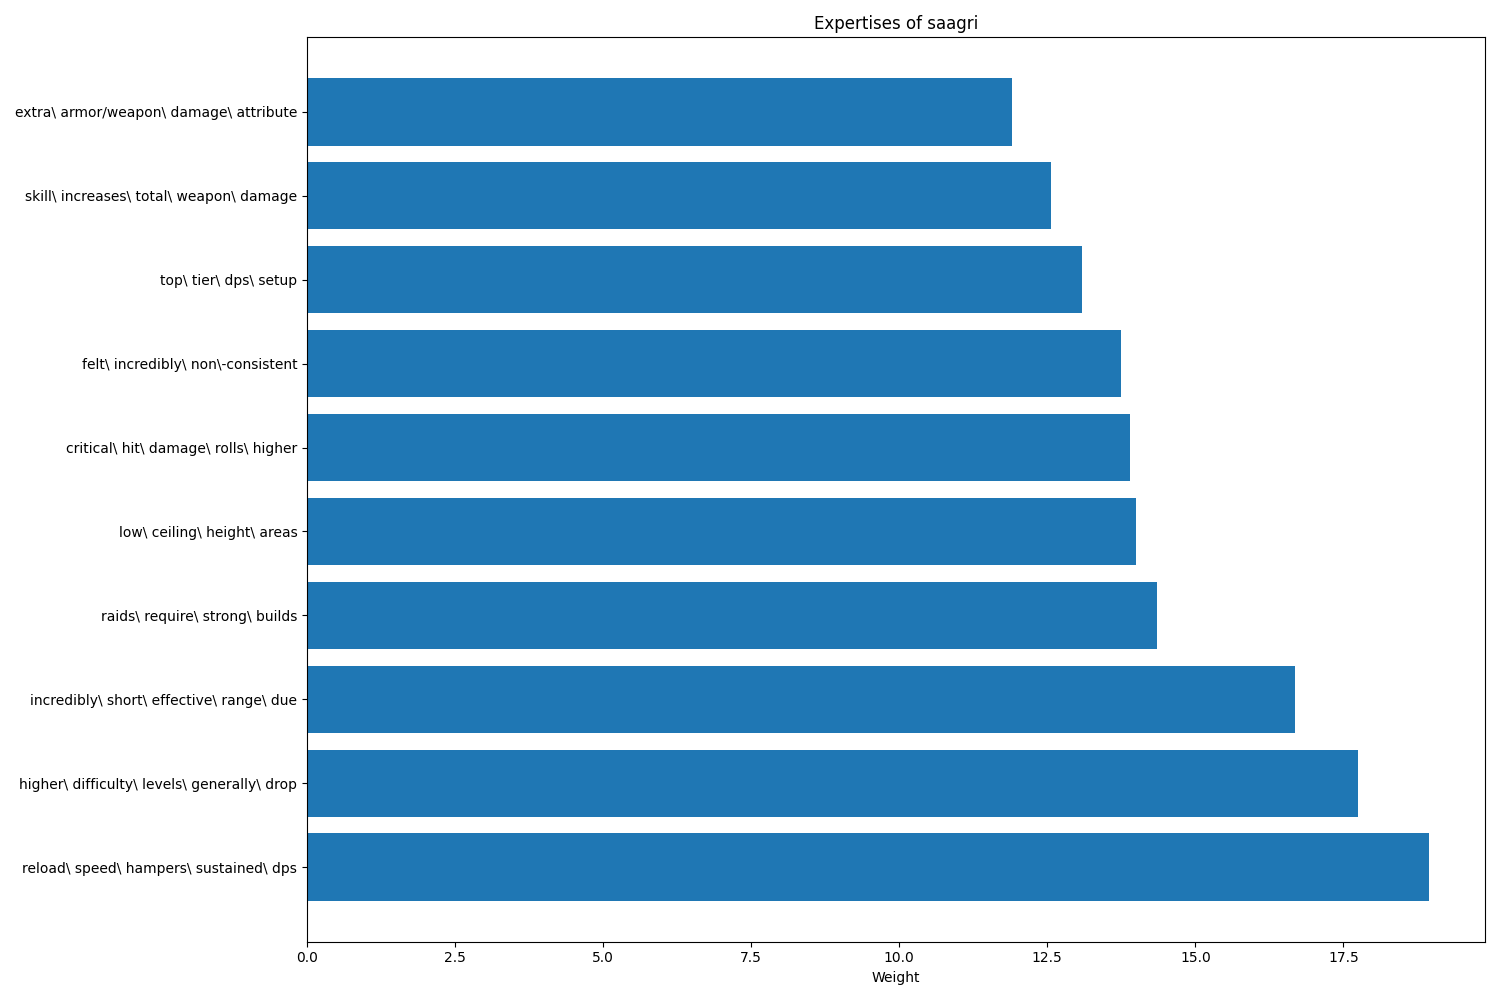 Expertises of saagri
extra\ armor/weapon\ damage\ attribute
skill\ increases\ total\ weapon\ damage
top\ tier\ dps\ setup
felt\ incredibly\ non\-consistent
critical\ hit\ damage\ rolls\ higher
low\ ceiling\ height\ areas
raids\ require\ strong\ builds
incredibly\ short\ effective\ range\ due
higher\ difficulty\ levels\ generally\ drop
reload\ speed\ hampers\ sustained\ dps
0.0 2.5 5.0 7.5 10.0 12.5 15.0 17.5
Weight